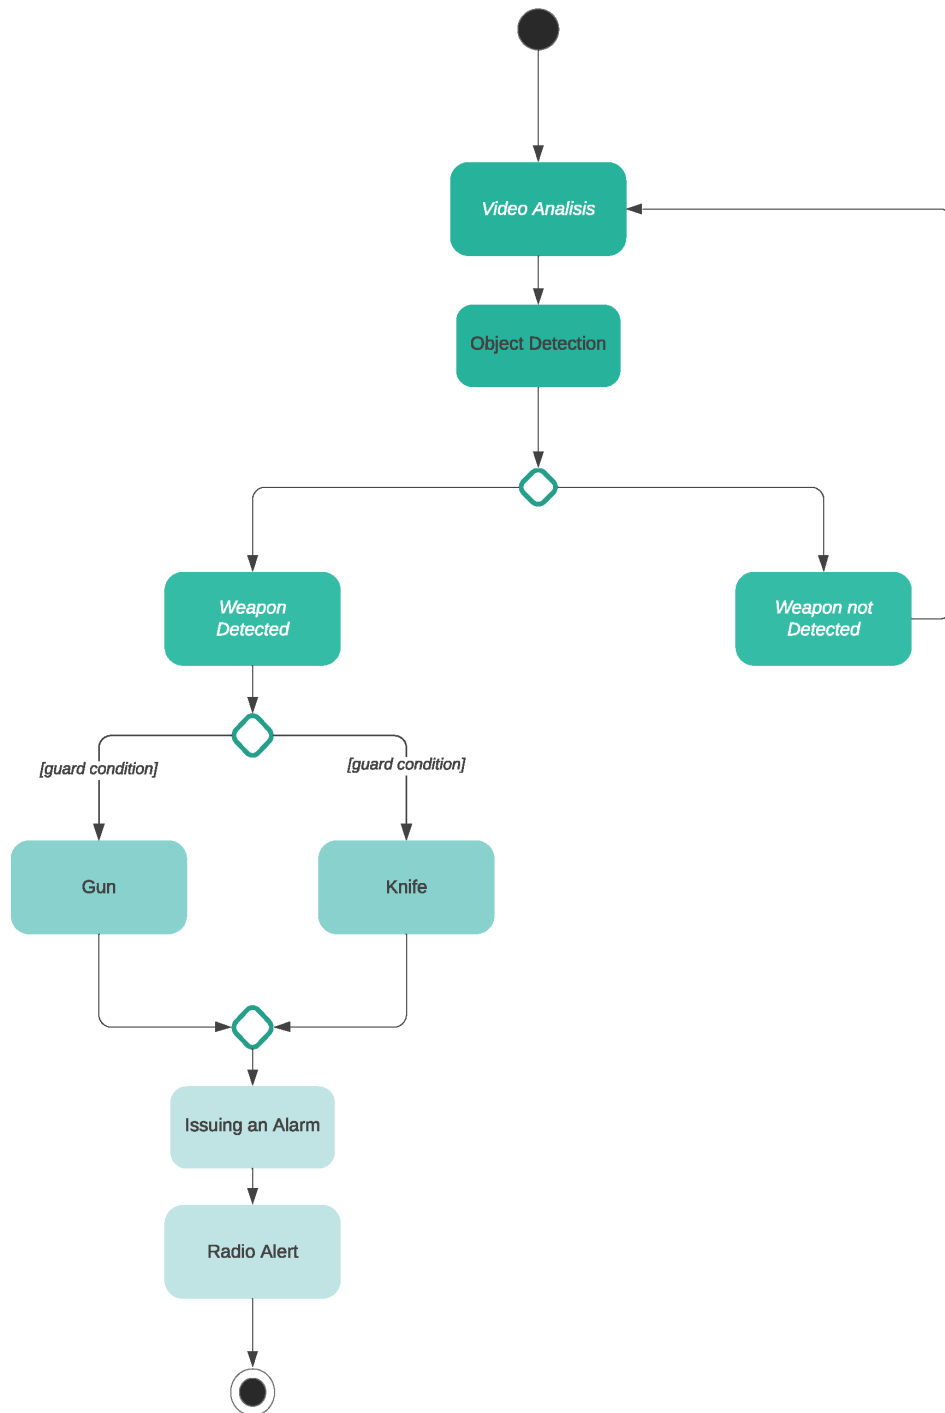 Video Analisis
Object Detection
Weapon
Detected
Weapon not
Detected
[guard condition]
[guard condition]
Gun
Knife
Issuing an Alarm
Radio Alert